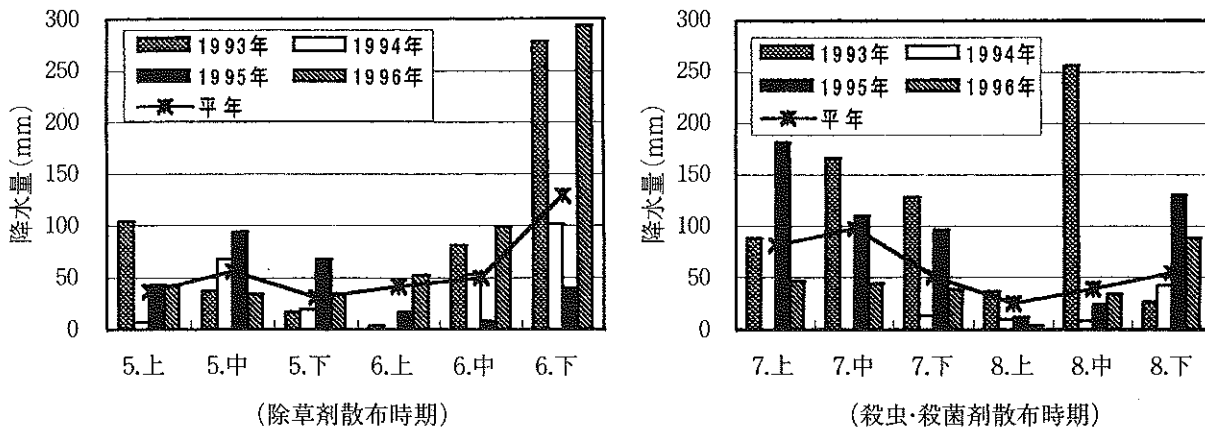 300
250
200
150
100
50
0
降水量(mm)
1993年 1994年
1995年 1996年
平年
5.上 5.中 5.下 6.上 6.中 6.下
(除草剤散布時期)
300
250
200
150
100
50
0
降水量(mm)
1993年 1994年
1995年 1996年
平年
7.上 7.中 7.下 8.上 8.中 8.下
(殺虫・殺菌剤散布時期)